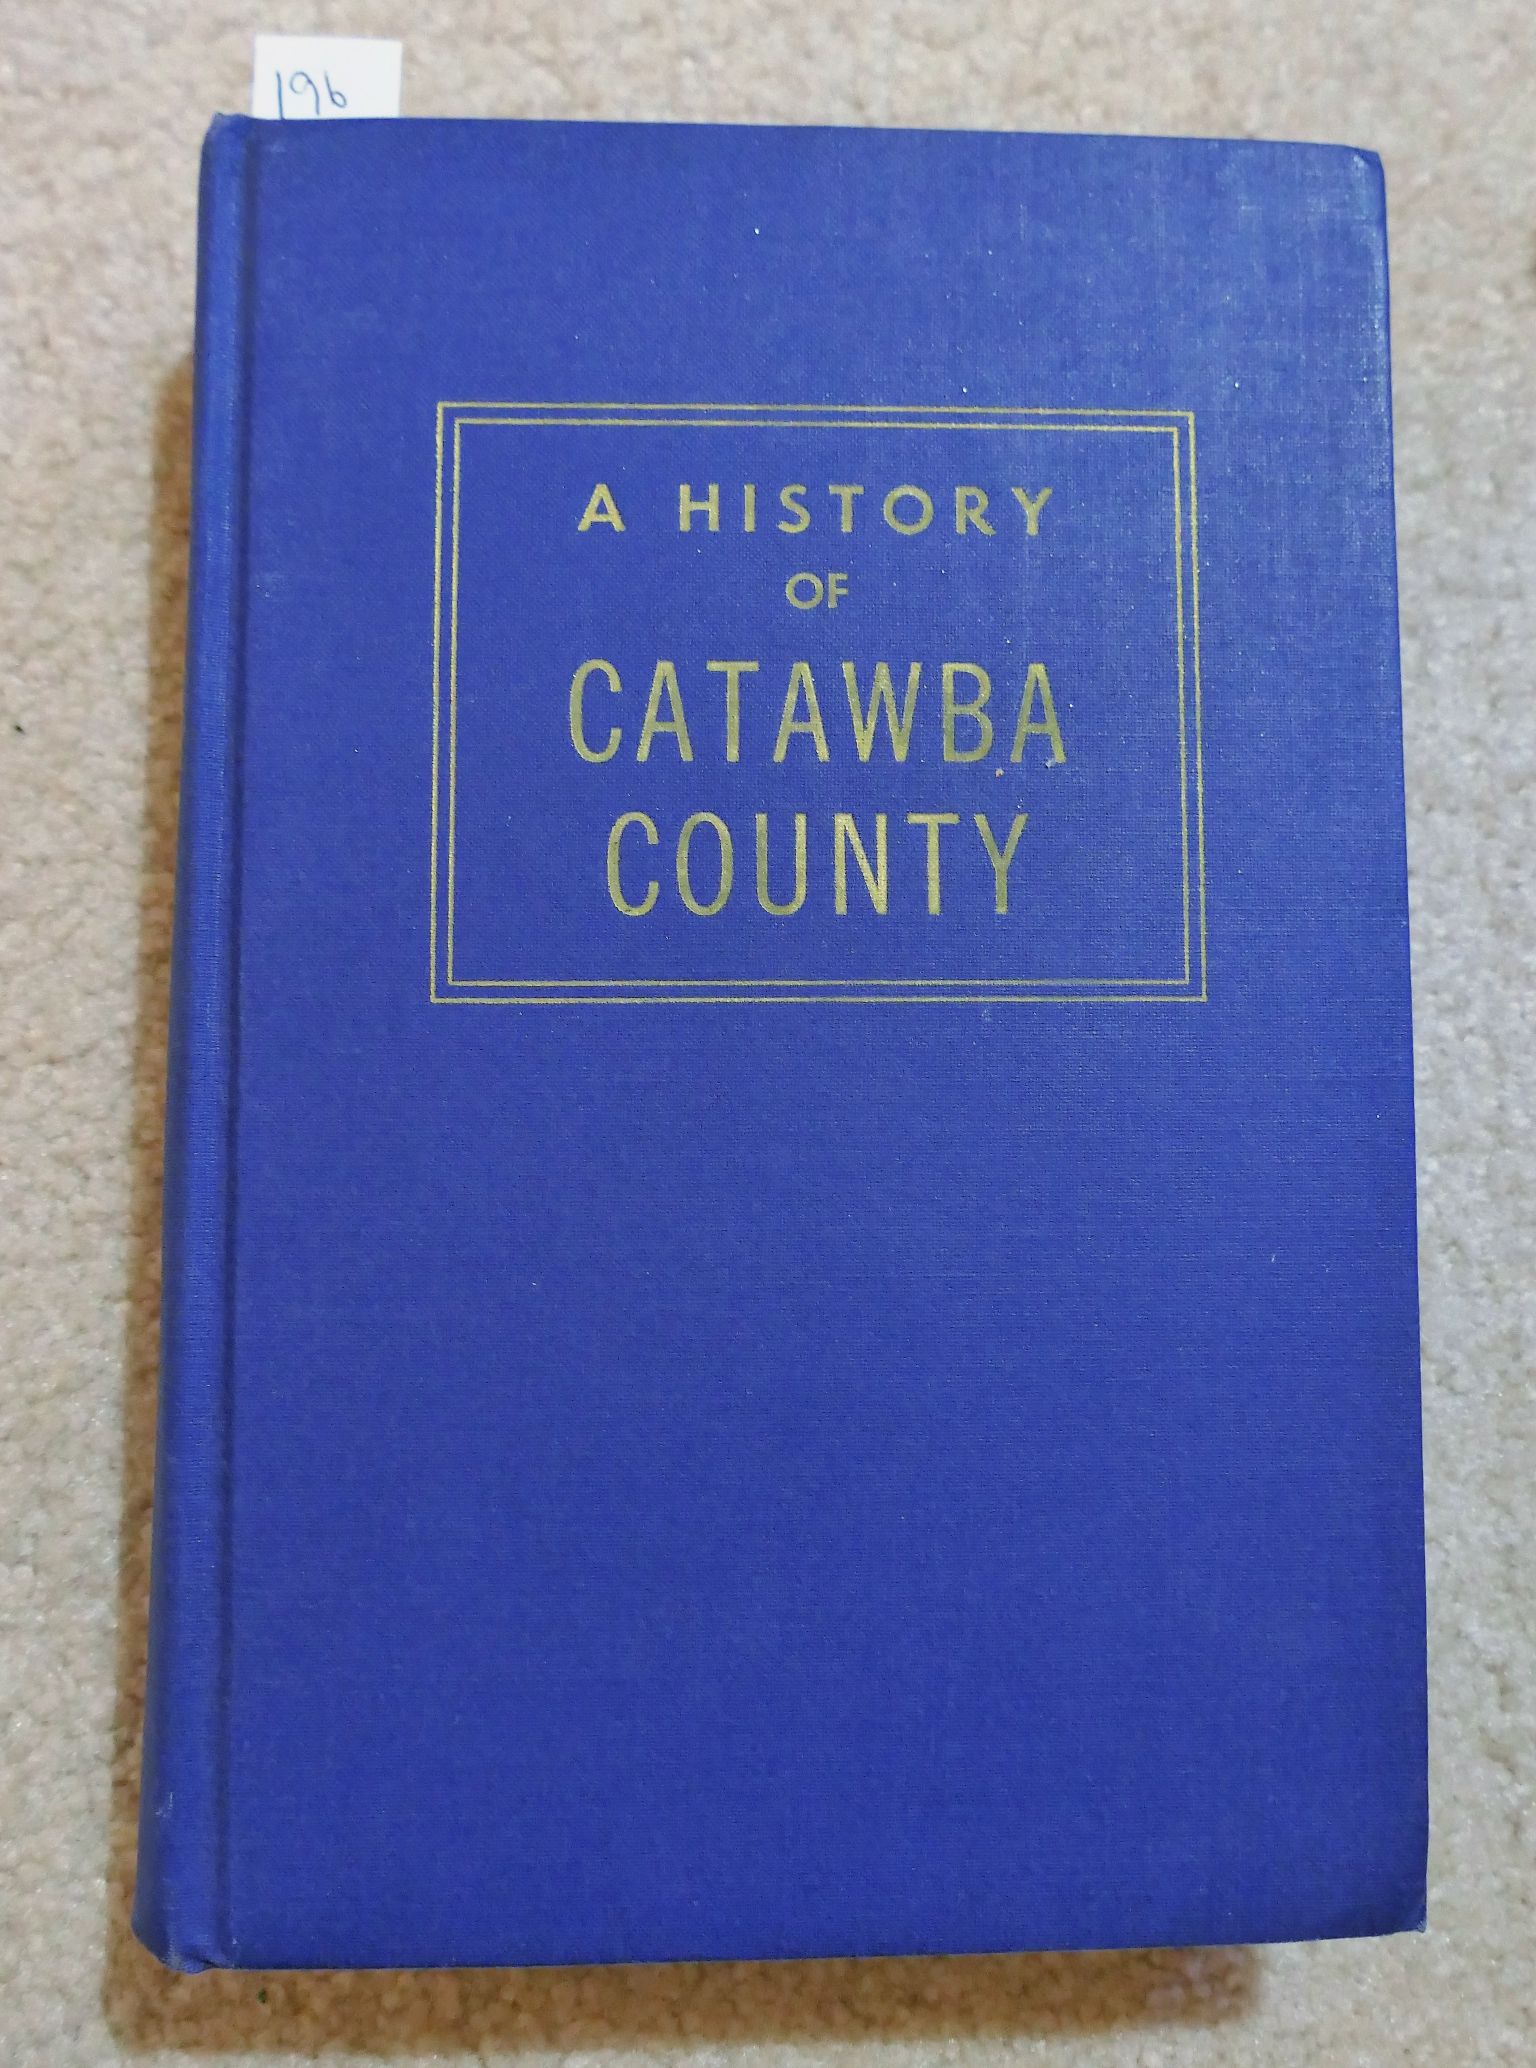 196
A HISTORY
OF
CATAWBA
COUNTY